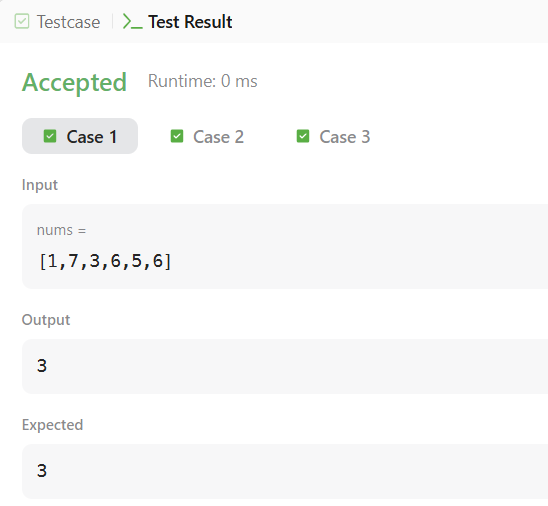 Testcase >_ Test Result
Accepted Runtime: 0 ms
Case 1 Case 2 Case 3
Input
nums =
[1,7,3,6,5,6]
Output
3
Expected
3